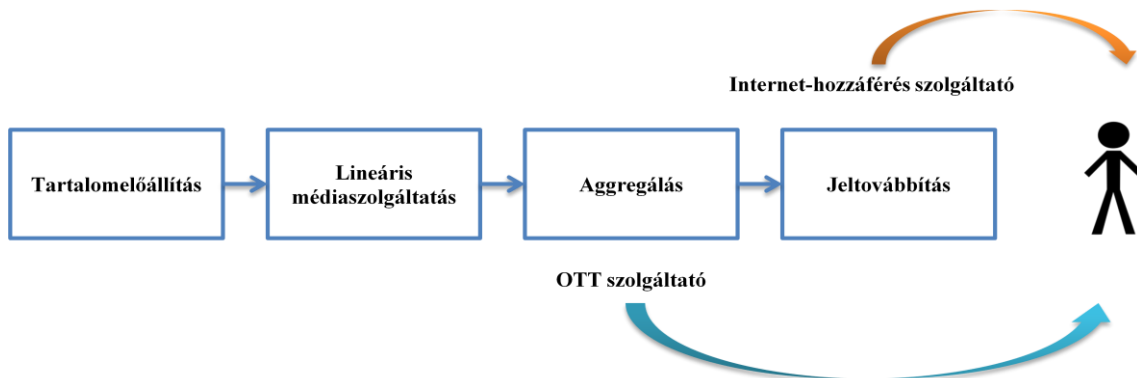 Internet-hozzáférés szolgáltató
Tartalomelőállítás
Lineáris
médiaszolgáltatás
Aggregálás
Jeltovábbítás
OTT szolgáltató